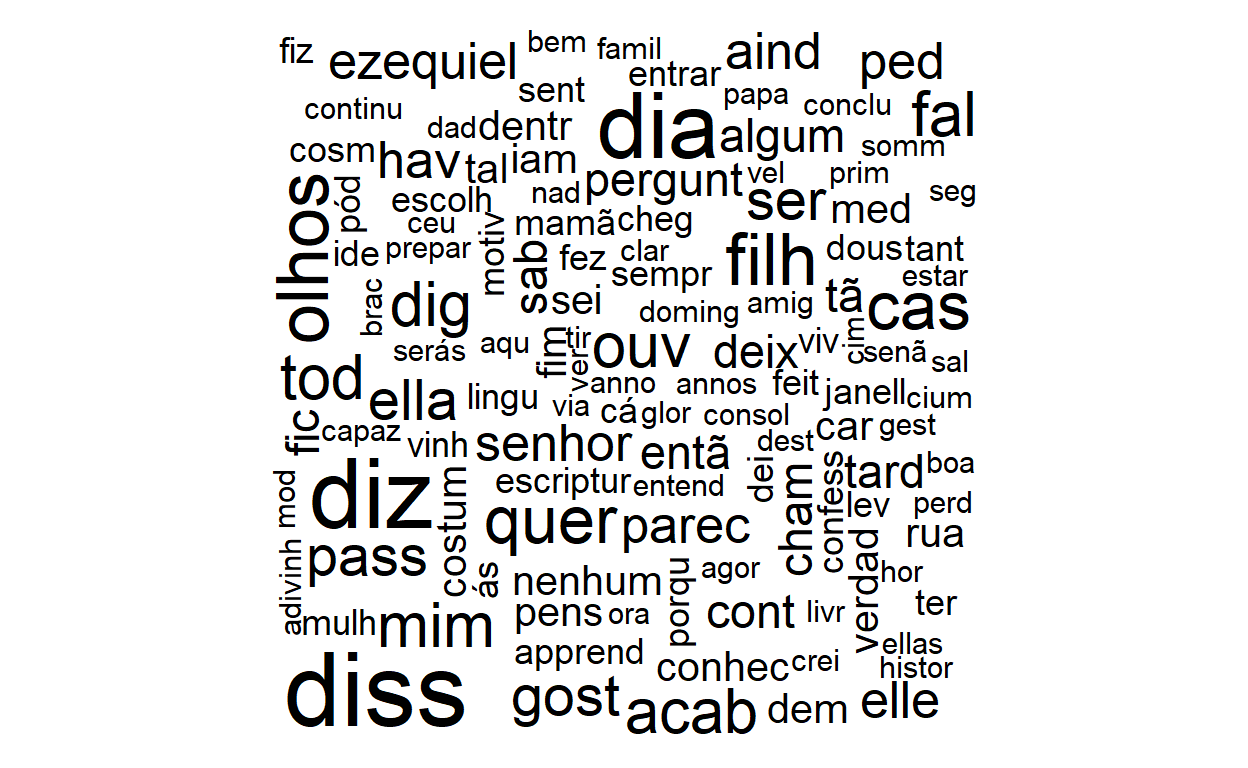 fiz
ezequiel
bem
famil
aind
ped
entrar
sent
continu
dad
dentr
dia
papa
conclu
fal
algum
somm
cosm
hav
tal
iam
pergunt
vel
prim
seg
olhos
pód
escolh
nad
ser
med
ceu
mamã
cheg
motiv
ide
prepar
sab
fez
clar
sempr
filh
dous
tant
estar
brac
dig
sei
doming
amig
tã
cas
serás
aqu
fim
tir
ver
ouv
deix
viv
cim
senã
sal
tod
ella
lingu
via
anno
annos
feit
janell
cium
cá
glor
consol
car
gest
fic
capaz
vinh
senhor
entã
dest
dei
cham
confess
tard
boa
mod
diz
costum
escriptur
entend
lev
perd
quer
parec
rua
pass
ás
adivinh
nenhum
porqu
agor
verdad
hor
mulh
mim
pens
ora
cont
livr
ter
apprend
conhec
crei
ellas
histor
diss
gost
acab
dem
elle